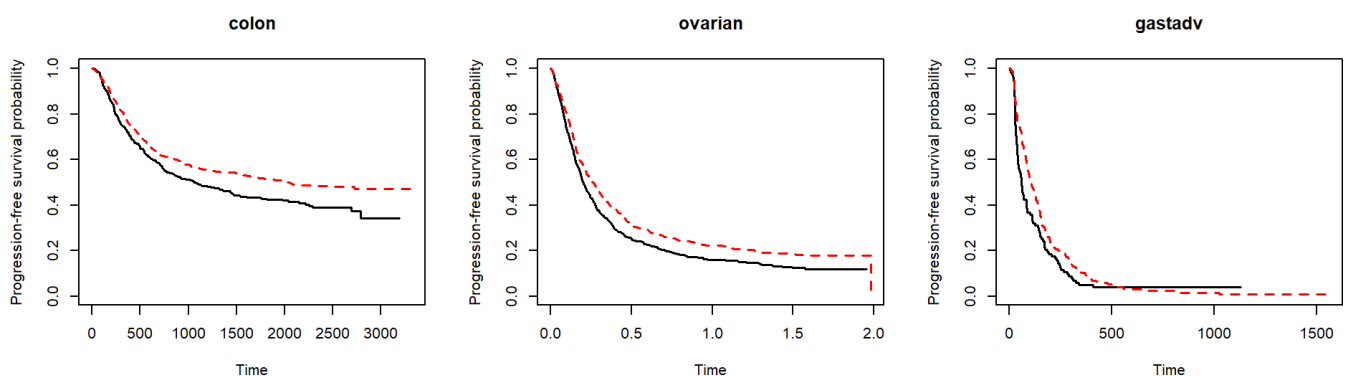 colon
Progression-free survival probability
0.0 0.2 0.4 0.6 0.8 1.0
0 500 1000 1500 2000 2500 3000
Time
ovarian
Progression-free survival probability
0.0 0.2 0.4 0.6 0.8 1.0
0.0 0.5 1.0 1.5 2.0
Time
gastadv
Progression-free survival probability
0.0 0.2 0.4 0.6 0.8 1.0
0 500 1000 1500
Time